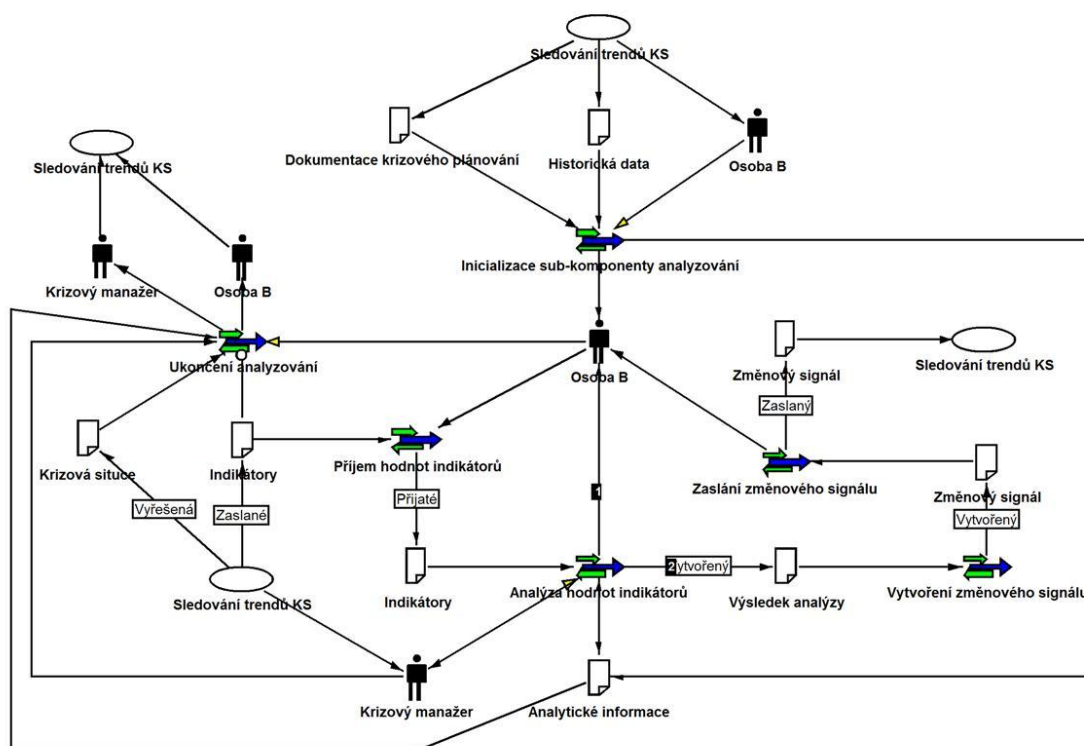 Sledování trendů KS
Dokumentace krizového plánování
Historická data
Osoba B
Sledování trendů KS
Inicializace sub-komponenty analyzování
Krizový manažer
Osoba B
Ukončení analyzování
Osoba B
Změnový signál
Sledování trendů KS
Zaslaný
Krizová situce
Indikátory
Příjem hodnot indikátorů
Zaslání změnového signálu
Změnový signál
Vyřešená
Zaslané
Přijaté
1
Vytvořený
2
ytvořený
Sledování trendů KS
Indikátory
Analýza hodnot indikátorů
Výsledek analýzy
Vytvoření změnového signálu
Krizový manažer
Analytické informace